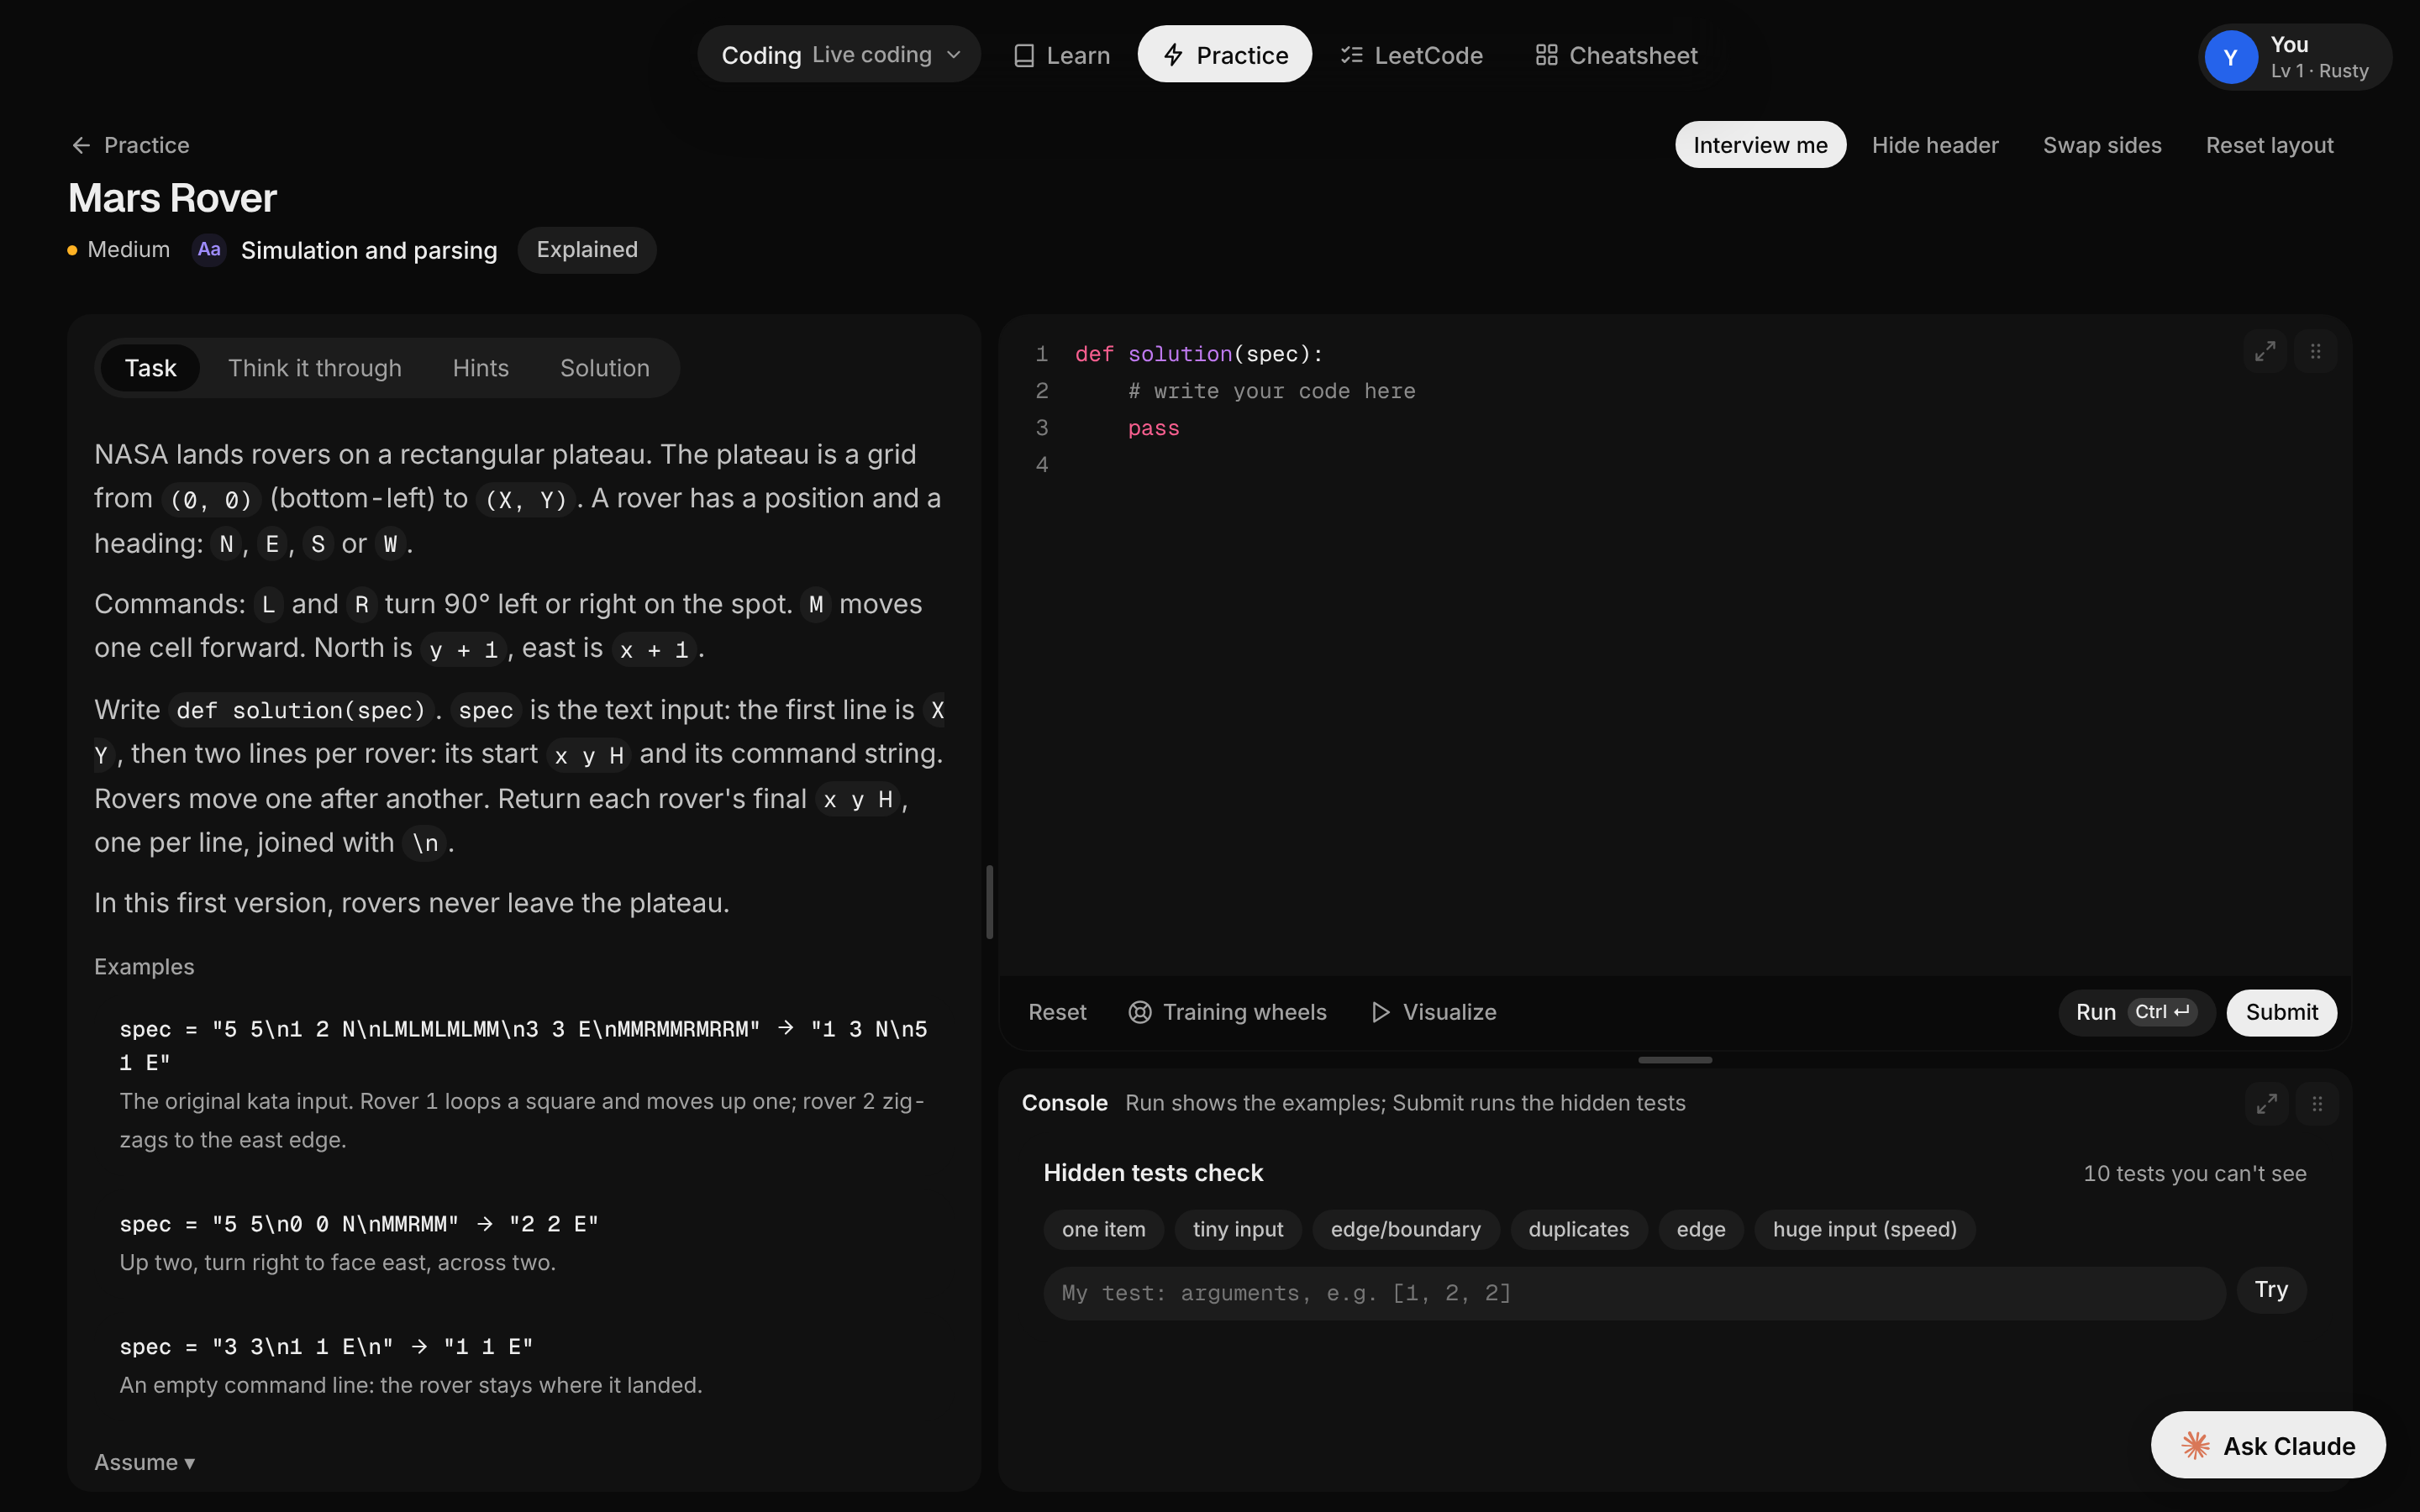 Coding Live coding
Learn
Practice
LeetCode
Cheatsheet
Y
You
Lv 1 · Rusty
← Practice
Interview me
Hide header
Swap sides
Reset layout
Mars Rover
Medium
Aa
Simulation and parsing
Explained
Task
Think it through
Hints
Solution
NASA lands rovers on a rectangular plateau. The plateau is a grid
from (0, 0) (bottom-left) to (X, Y). A rover has a position and a
heading: N, E, S or W.
Commands: L and R turn 90° left or right on the spot. M moves
one cell forward. North is y + 1, east is x + 1.
Write def solution(spec). spec is the text input: the first line is X
Y, then two lines per rover: its start x y H and its command string.
Rovers move one after another. Return each rover's final x y H,
one per line, joined with \n.
In this first version, rovers never leave the plateau.
Examples
spec = "5 5\n1 2 N\nLMLMLMLMM\n3 3 E\nMMRMMRMRRM" → "1 3 N\n5
1 E"
The original kata input. Rover 1 loops a square and moves up one; rover 2 zig-
zags to the east edge.
spec = "5 5\n0 0 N\nMMRMM" → "2 2 E"
Up two, turn right to face east, across two.
spec = "3 3\n1 1 E\n" → "1 1 E"
An empty command line: the rover stays where it landed.
Assume ▾
1 def solution(spec):
2     # write your code here
3     pass
4
Reset
Training wheels
Visualize
Run Ctrl ↵
Submit
Console Run shows the examples; Submit runs the hidden tests
Hidden tests check
10 tests you can't see
one item
tiny input
edge/boundary
duplicates
edge
huge input (speed)
My test: arguments, e.g. [1, 2, 2]
Try
Ask Claude